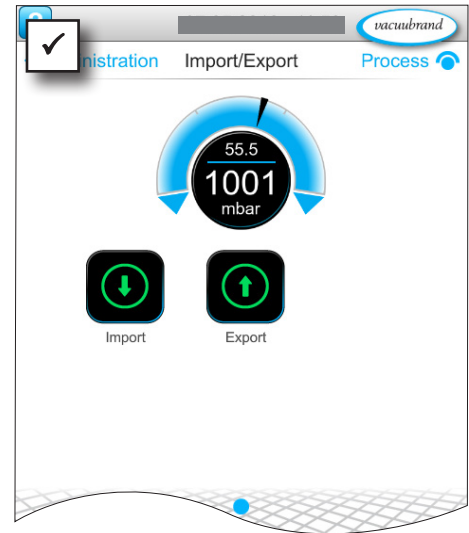 vacuubrand
nistration Import/Export Process
55.5
1001
mbar
Import Export